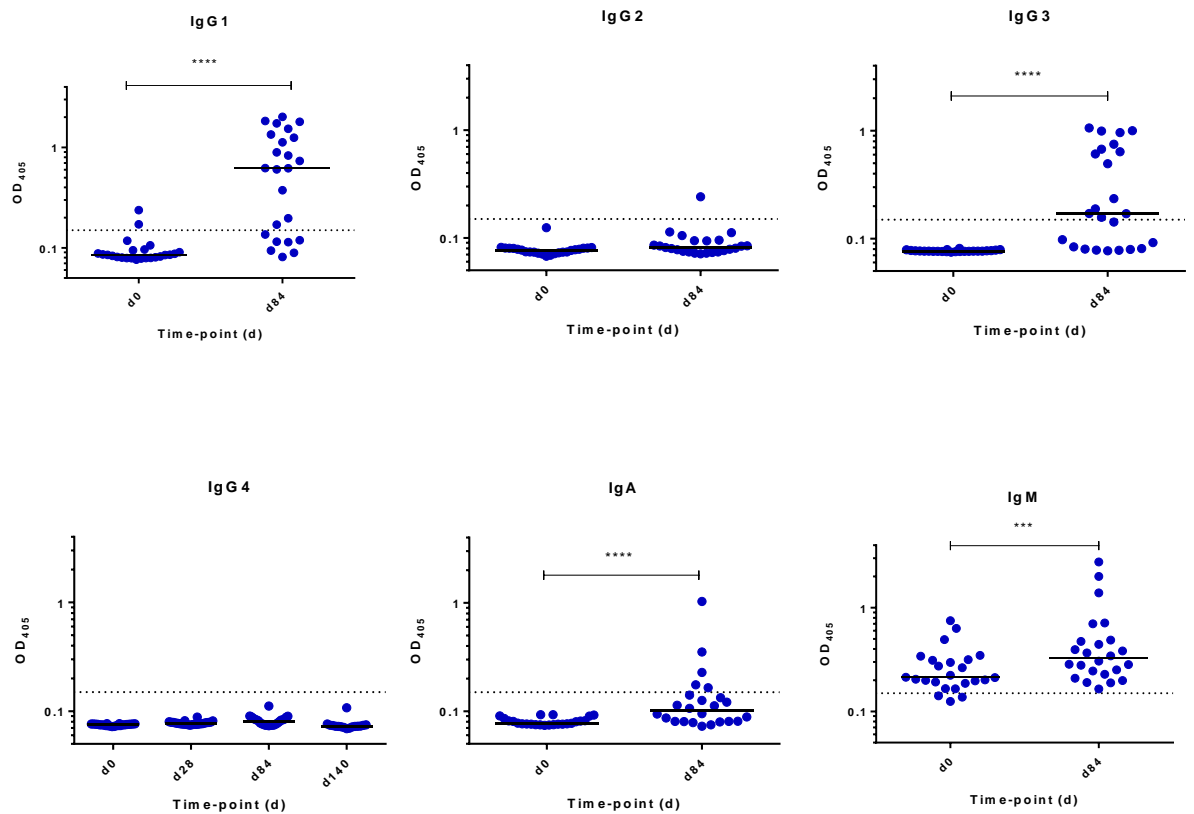 IgG1
****
OD405
1
0.1
d0
d84
Time-point (d)
IgG2
OD405
1
0.1
d0
d84
Time-point (d)
IgG3
****
OD405
1
0.1
d0
d84
Time-point (d)
IgG4
OD405
1
0.1
d0
d28
d84
d140
Time-point (d)
IgA
****
OD405
1
0.1
d0
d84
Time-point (d)
IgM
***
OD405
1
0.1
d0
d84
Time-point (d)